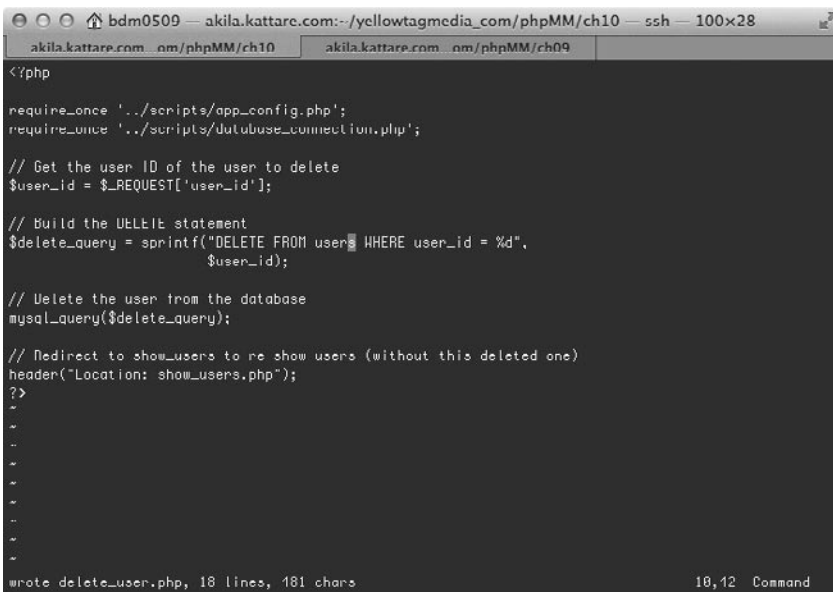 bdm0509 — akila.kattare.com:~/yellowtagmedia_com/phpMM/ch10 — ssh — 100×28
akila.kattare.com...om/phpMM/ch10 akila.kattare.com...om/phpMM/ch09
<?php
require_once '../scripts/app_config.php';
require_once '../scripts/database_connection.php';
// Get the user ID of the user to delete
$user_id = $_REQUEST['user_id'];
// Build the DELETE statement
$delete_query = sprintf("DELETE FROM users WHERE user_id = %d",
$user_id);
// Delete the user from the database
mysql_query($delete_query);
// Redirect to show_users to re-show users (without this deleted one)
header("Location: show_users.php");
?>
~
~
~
~
~
~
~
~
~
wrote delete_user.php, 18 lines, 481 chars 10,42 Command